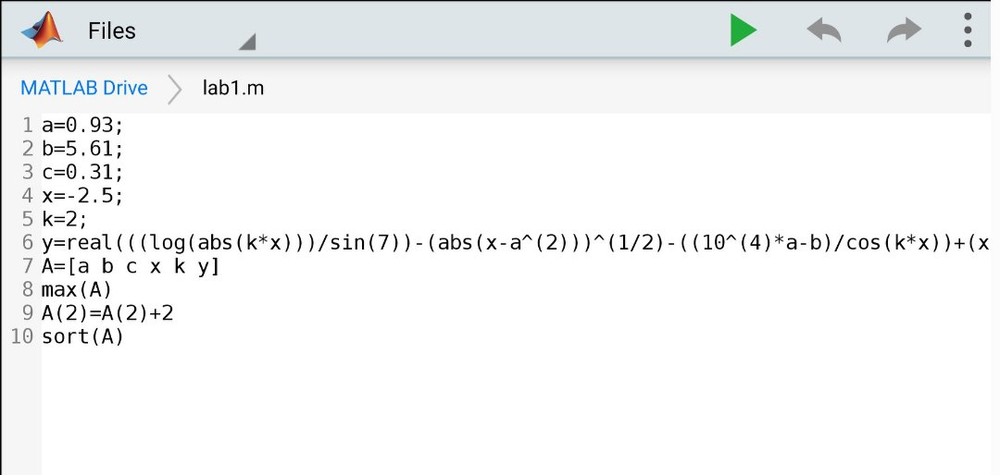 Files
MATLAB Drive lab1.m
1 a=0.93;
2 b=5.61;
3 c=0.31;
4 x=-2.5;
5 k=2;
6 y=real(((log(abs(k*x)))/sin(7))-(abs(x-a^(2)))^(1/2)-((10^(4)*a-b)/cos(k*x))+(x
7 A=[a b c x k y]
8 max(A)
9 A(2)=A(2)+2
10 sort(A)